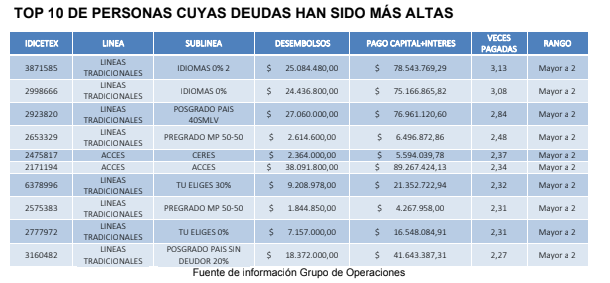 TOP 10 DE PERSONAS CUYAS DEUDAS HAN SIDO MÁS ALTAS
IDICETEX LINEA SUBLINEA DESEMBOLSOS PAGO CAPITAL+INTERES VECES PAGADAS RANGO
3871585 LINEAS TRADICIONALES IDIOMAS 0% 2 $ 25.084.480,00 $ 78.543.769,29 3,13 Mayor a 2
2998666 LINEAS TRADICIONALES IDIOMAS 0% $ 24.436.800,00 $ 75.166.865,82 3,08 Mayor a 2
2923820 LINEAS TRADICIONALES POSGRADO PAIS 40SMLV $ 27.060.000,00 $ 76.961.120,60 2,84 Mayor a 2
2653329 LINEAS TRADICIONALES PREGRADO MP 50-50 $ 2.614.600,00 $ 6.496.872,86 2,48 Mayor a 2
2475817 ACCES CERES $ 2.364.000,00 $ 5.594.039,78 2,37 Mayor a 2
2171194 ACCES ACCES $ 38.091.800,00 $ 89.267.424,13 2,34 Mayor a 2
6378996 LINEAS TRADICIONALES TU ELIGES 30% $ 9.208.978,00 $ 21.352.722,94 2,32 Mayor a 2
2575383 LINEAS TRADICIONALES PREGRADO MP 50-50 $ 1.844.850,00 $ 4.267.958,00 2,31 Mayor a 2
2777972 LINEAS TRADICIONALES TU ELIGES 0% $ 7.157.000,00 $ 16.548.084,91 2,31 Mayor a 2
3160482 LINEAS TRADICIONALES POSGRADO PAIS SIN DEUDOR 20% $ 18.372.000,00 $ 41.643.387,31 2,27 Mayor a 2
Fuente de información Grupo de Operaciones